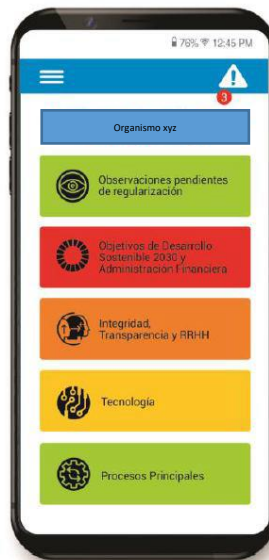 76% 12:45 PM
3
Organismo xyz
Observaciones pendientes
de regularización
Objetivos de Desarrollo
Sostenible 2030 y
Administración Financiera
Integridad,
Transparencia y RRHH
Tecnología
Procesos Principales